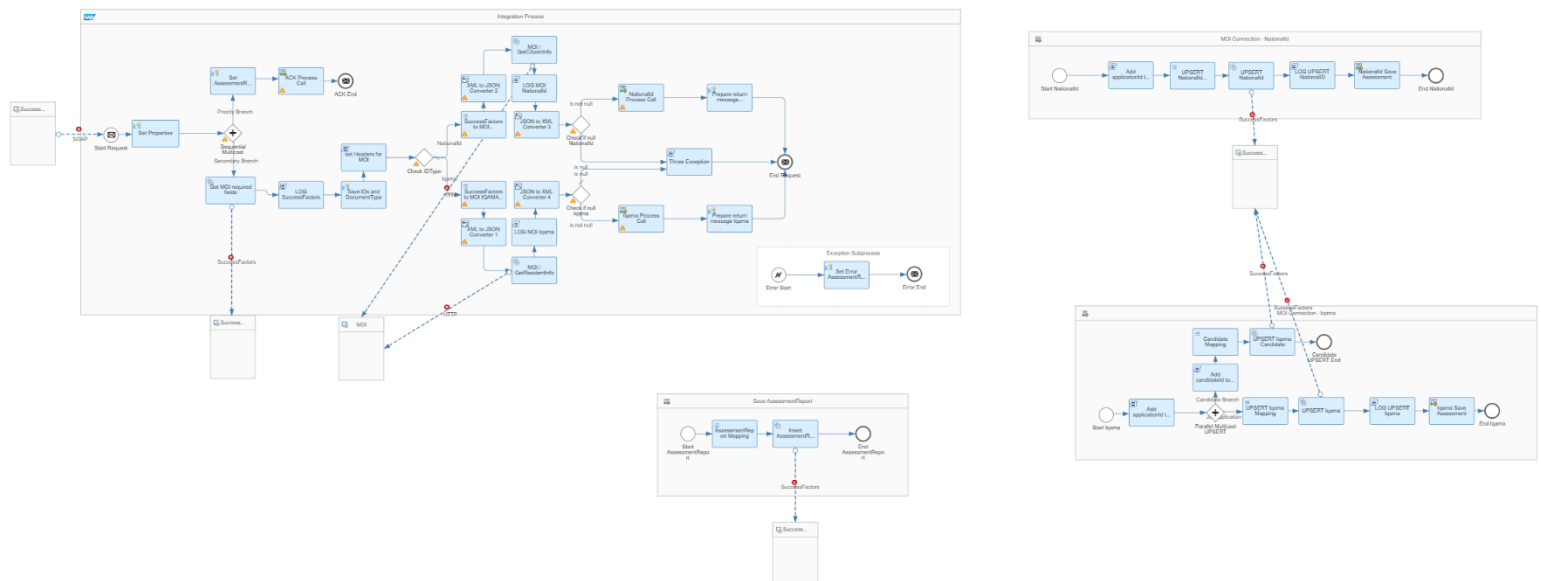 SAP
Integration Process
Success...
SOAP
Start Request
Set Properties
Set
AssessmentR...
ACK Process
Call
ACK End
Priority Branch
Sequential
Multicast
Secondary Branch
Get MOI required
fields
LOG
SuccessFactors
Save IDs and
DocumentType
set Headers for
MOI
Check IDType
NationalId
Iqama
SuccessFactors
Success...
MOI /
GetCitizenInfo
XML to JSON
Converter 2
LOG MOI
NationalId
SuccessFactors
to MOI...
JSON to XML
Converter 3
Check if null
NationalId
is not null
is null
is null
is not null
SuccessFactors
to MOI IQAMA...
JSON to XML
Converter 4
Check if null
Iqama
XML to JSON
Converter 1
LOG MOI Iqama
MOI /
GetResidentInfo
HTTP
MOI
NationalId
Process Call
Prepare return
message...
Throw Exception
End Request
Iqama Process
Call
Prepare return
message Iqama
Exception Subprocess
Error Start
Set Error
AssessmentR...
Error End
Save AssessmentReport
Start
AssessmentRepo
rt
AssessmentRep
ort Mapping
Insert
AssessmentR...
End
AssessmentRepo
rt
SuccessFactors
Success...
MOI Connection - NationalId
Start NationalId
Add
applicationId t...
UPSERT
NationalId...
UPSERT
NationalId
LOG UPSERT
NationalID
NationalId Save
Assessment
End NationalId
SuccessFactors
Success...
SuccessFactors
SuccessFactors
MOI Connection - Iqama
Candidate
Mapping
UPSERT Iqama
Candidate
Candidate
UPSERT End
Add
candidateId to...
Candidate Branch
Start Iqama
Add
applicationId t...
Parallel Multicast
UPSERT
UPSERT Iqama
Mapping
UPSERT Iqama
LOG UPSERT
Iqama
Iqama Save
Assessment
End Iqama